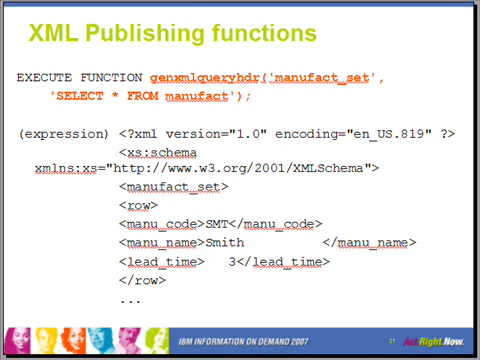 XML Publishing functions
EXECUTE FUNCTION genxmlqueryhdr('manufact_set',
'SELECT * FROM manufact');
(expression) <?xml version="1.0" encoding="en_US.819" ?>
<xs:schema
xmlns:xs="http://www.w3.org/2001/XMLSchema">
<manufact_set>
<row>
<manu_code>SMT</manu_code>
<manu_name>Smith </manu_name>
<lead_time> 3</lead_time>
</row>
...
IBM INFORMATION ON DEMAND 2007
21 Act.Right.Now.